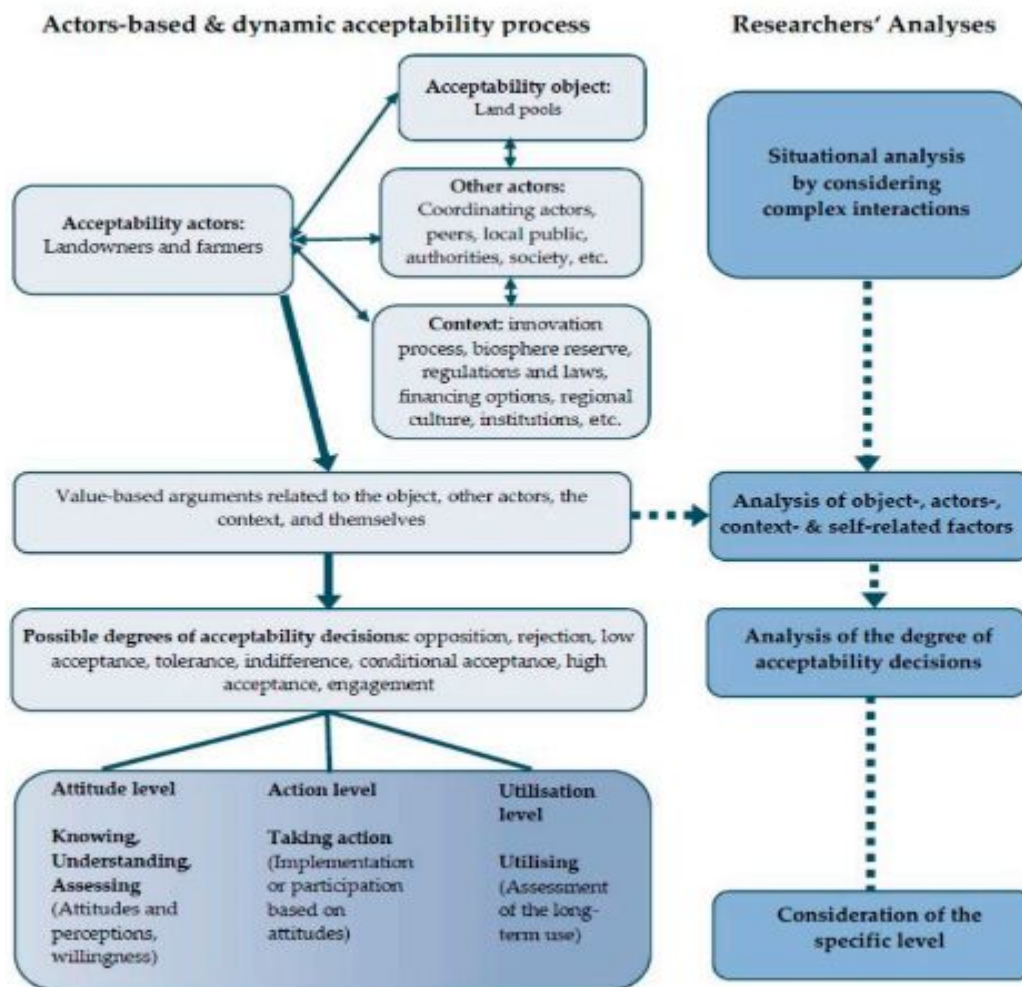 Actors-based & dynamic acceptability process
Researchers‘ Analyses
Acceptability object:
Land pools
Acceptability actors:
Landowners and farmers
Other actors:
Coordinating actors,
peers, local public,
authorities, society, etc.
Context: innovation
process, biosphere reserve,
regulations and laws,
financing options, regional
culture, institutions, etc.
Situational analysis
by considering
complex interactions
Value-based arguments related to the object, other actors, the
context, and themselves
Analysis of object-, actors-,
context- & self-related factors
Possible degrees of acceptability decisions: opposition, rejection, low
acceptance, tolerance, indifference, conditional acceptance, high
acceptance, engagement
Analysis of the degree of
acceptability decisions
Attitude level
Knowing,
Understanding,
Assessing
(Attitudes and
perceptions,
willingness)
Action level
Taking action
(Implementation
or participation
based on
attitudes)
Utilisation
level
Utilising
(Assessment
of the long-
term use)
Consideration of the
specific level